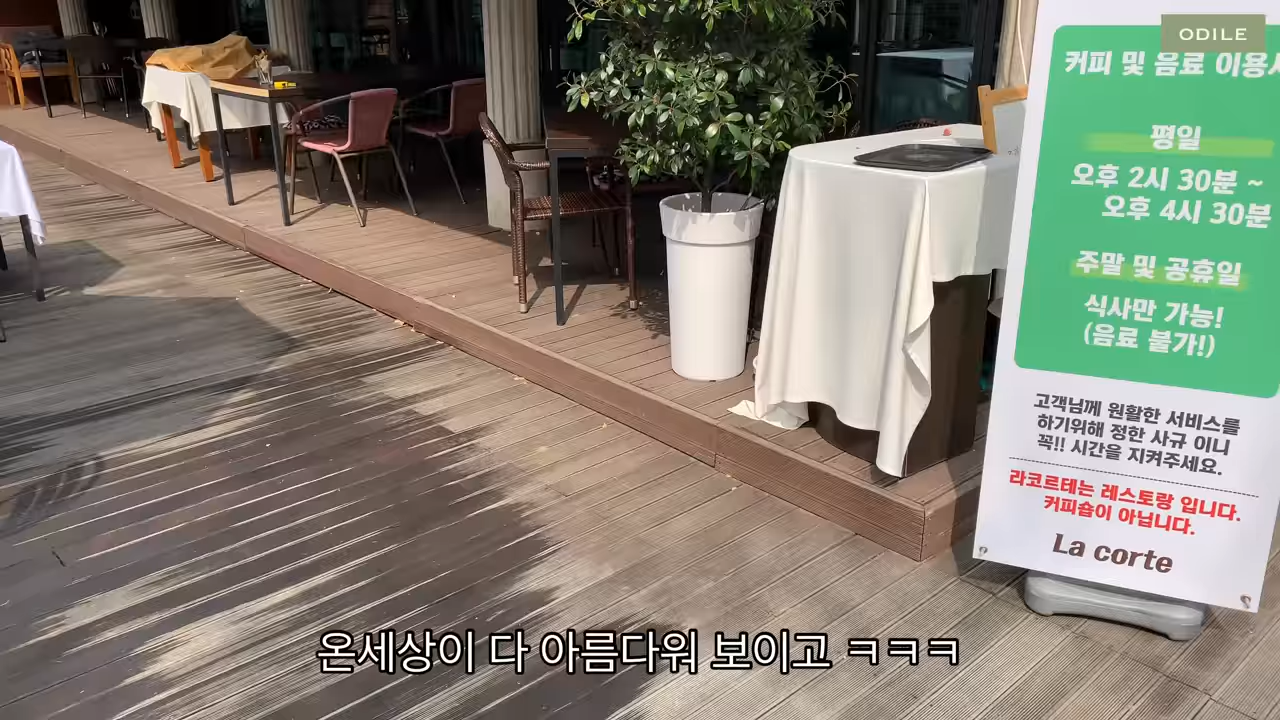 ODILE
커피 및 음료 이용
평일
오후 2시 30분 ~
오후 4시 30분
주말 및 공휴일
식사만 가능!
(음료 불가!)
고객님께 원활한 서비스를
하기위해 정한 사규 이니
꼭!! 시간을 지켜주세요.
라코르테는 레스토랑 입니다.
커피숍이 아닙니다.
La corte
온세상이 다 아름다워 보이고 ㅋㅋㅋ